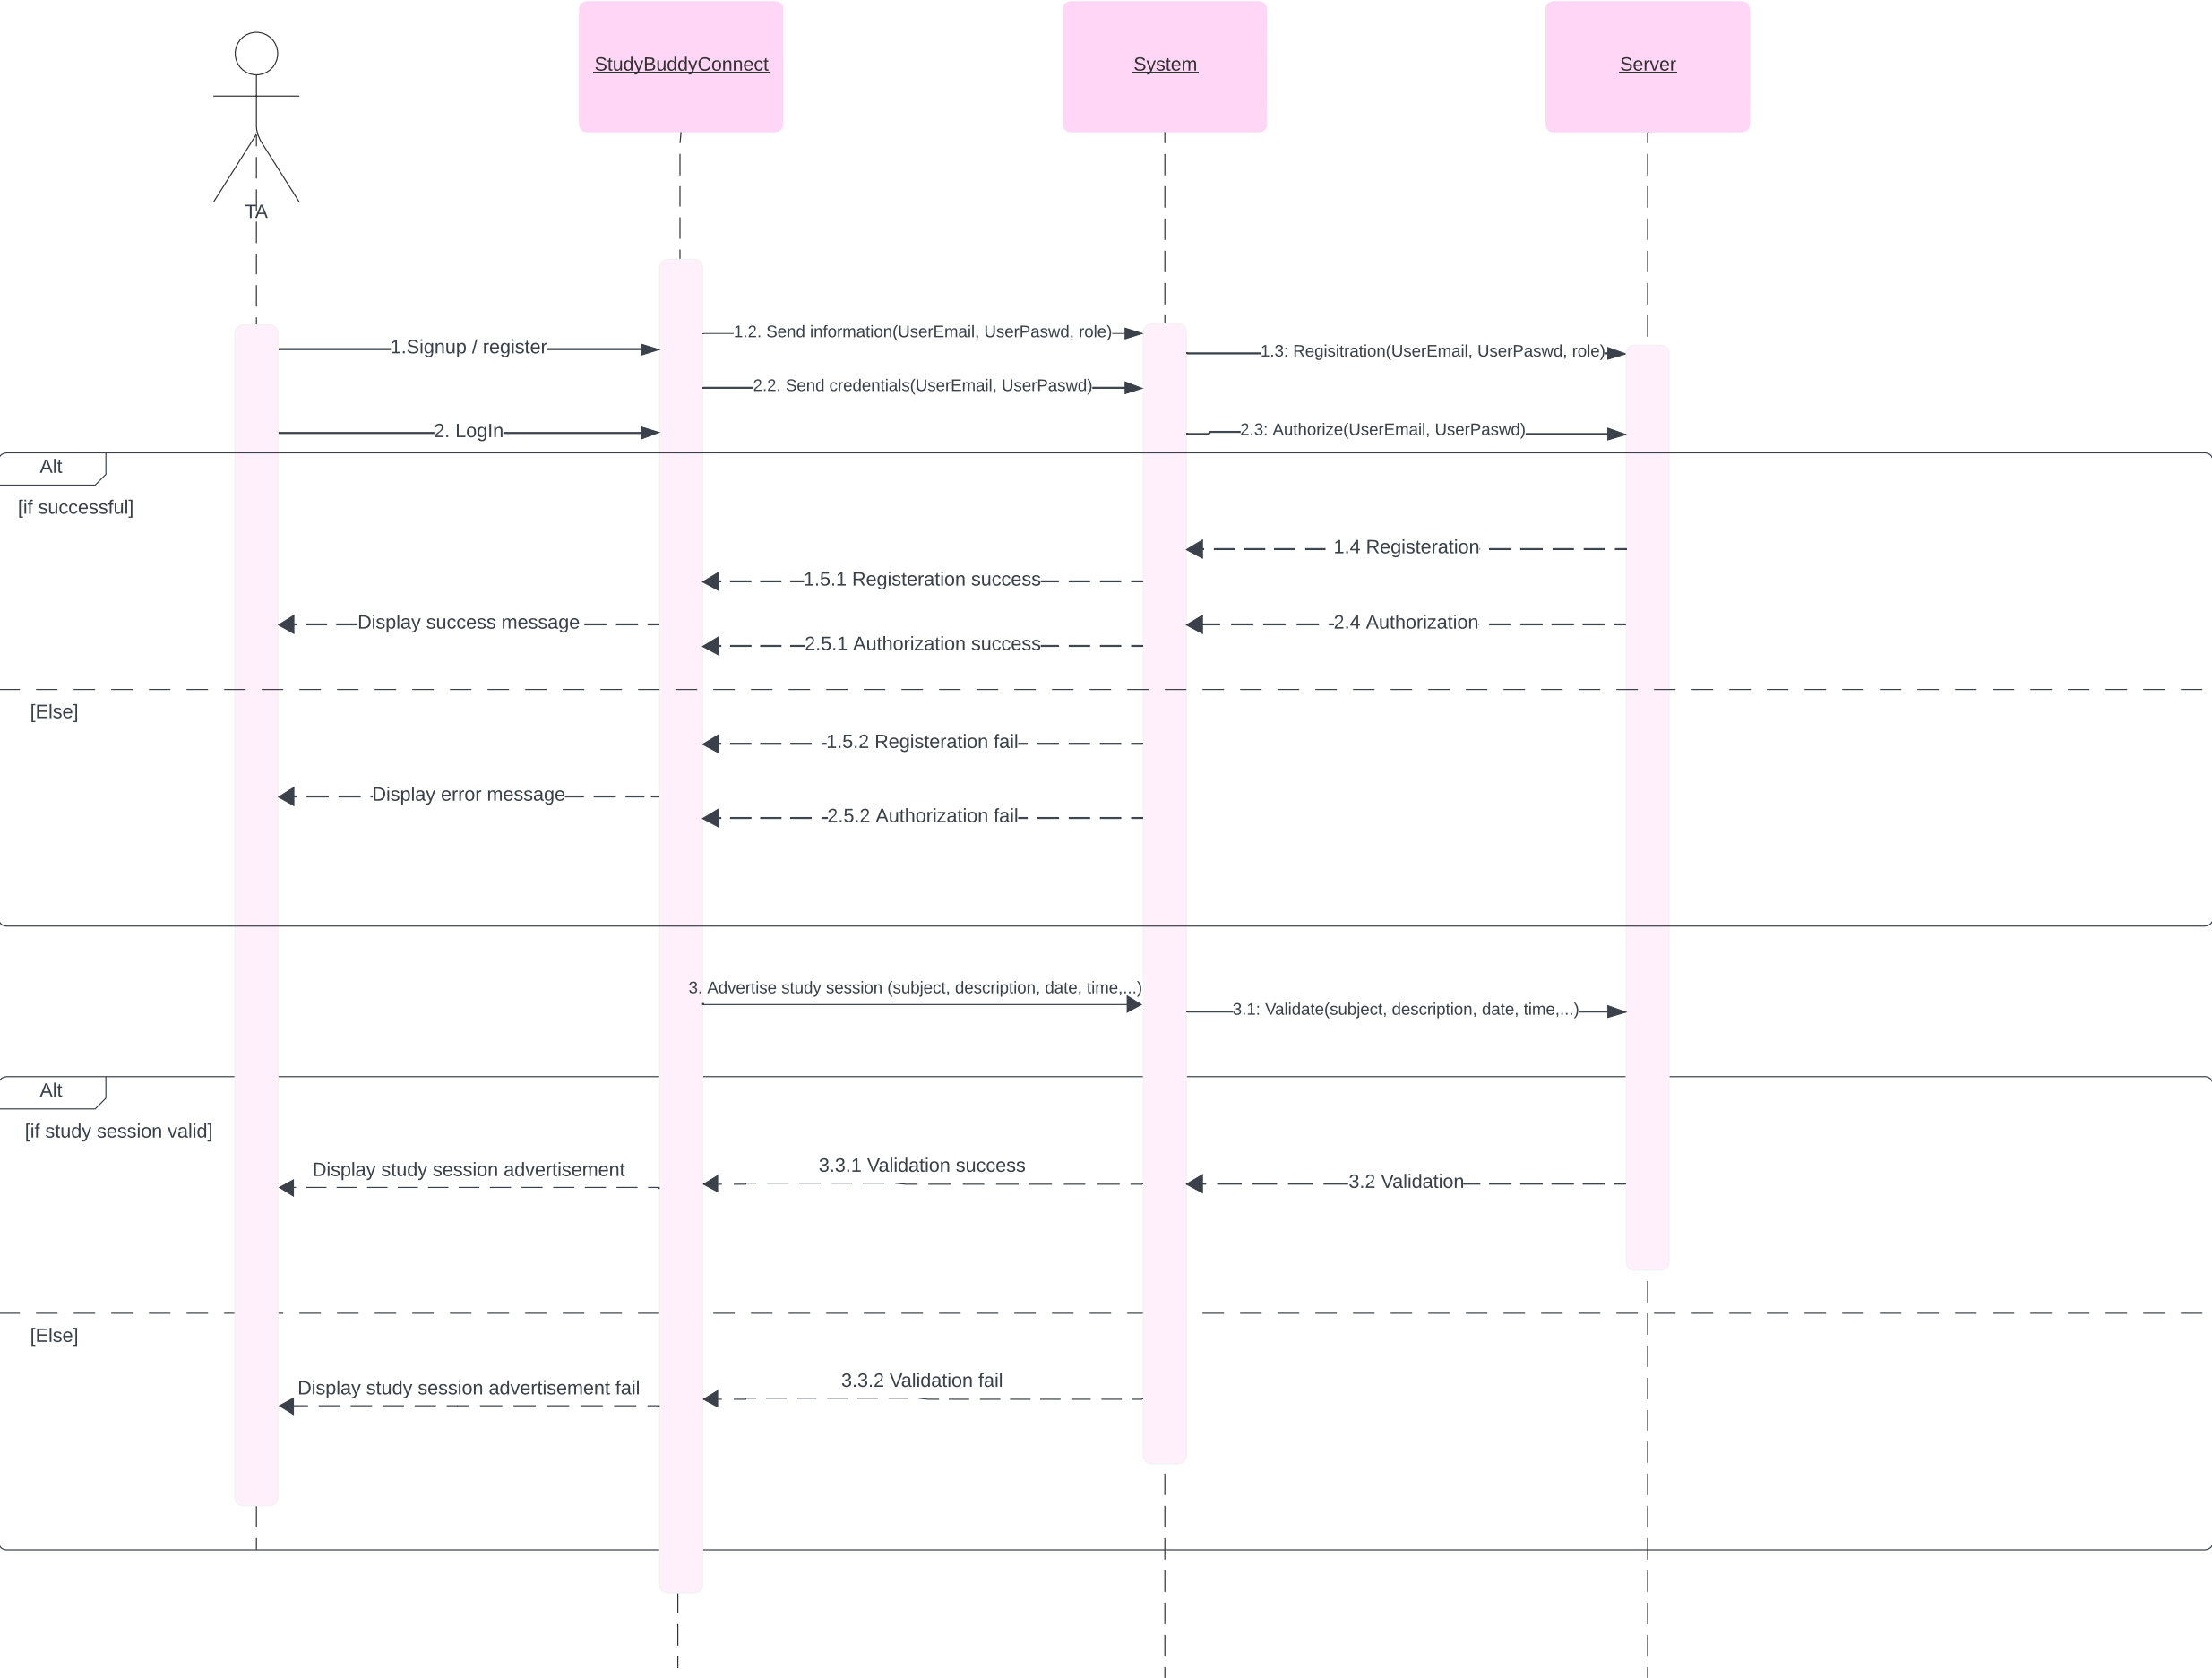 StudyBuddyConnect
System
Server
TA
1.Signup / register
1.2. Send information(UserEmail, UserPaswd, role)
1.3: Regisitration(UserEmail, UserPaswd, role)
2.2. Send credentials(UserEmail, UserPaswd)
2. LogIn
2.3: Authorize(UserEmail, UserPaswd)
Alt
[if successful]
1.4 Registeration
1.5.1 Registeration success
Display success message
2.4 Authorization
2.5.1 Authorization success
[Else]
1.5.2 Registeration fail
Display error message
2.5.2 Authorization fail
3. Advertise study session (subject, description, date, time,...)
3.1: Validate(subject, description, date, time,...)
Alt
[if study session valid]
Display study session advertisement
3.3.1 Validation success
3.2 Validation
[Else]
Display study session advertisement fail
3.3.2 Validation fail